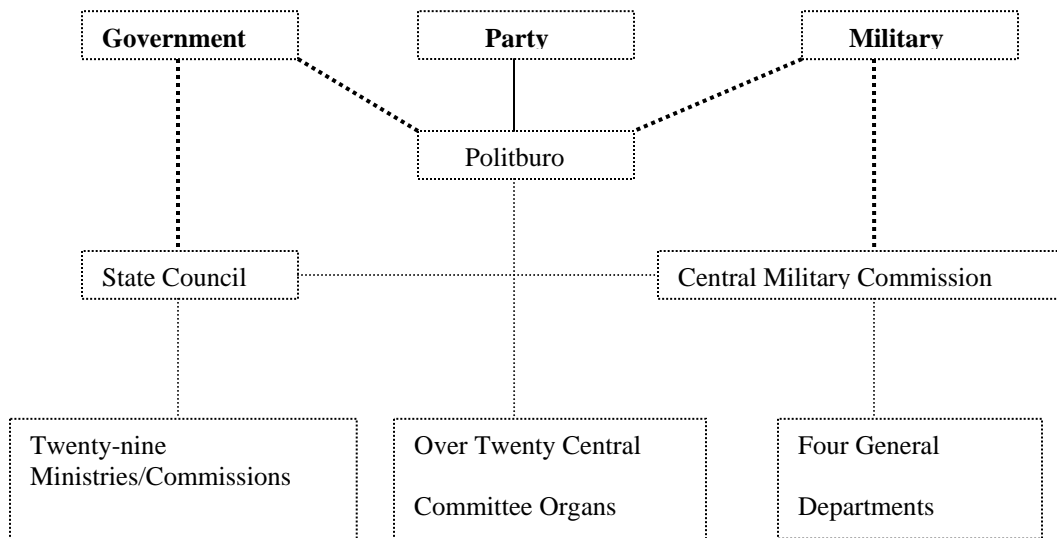 Government
Party
Military
Politburo
State Council
Central Military Commission
Twenty-nine
Ministries/Commissions
Over Twenty Central
Committee Organs
Four General
Departments